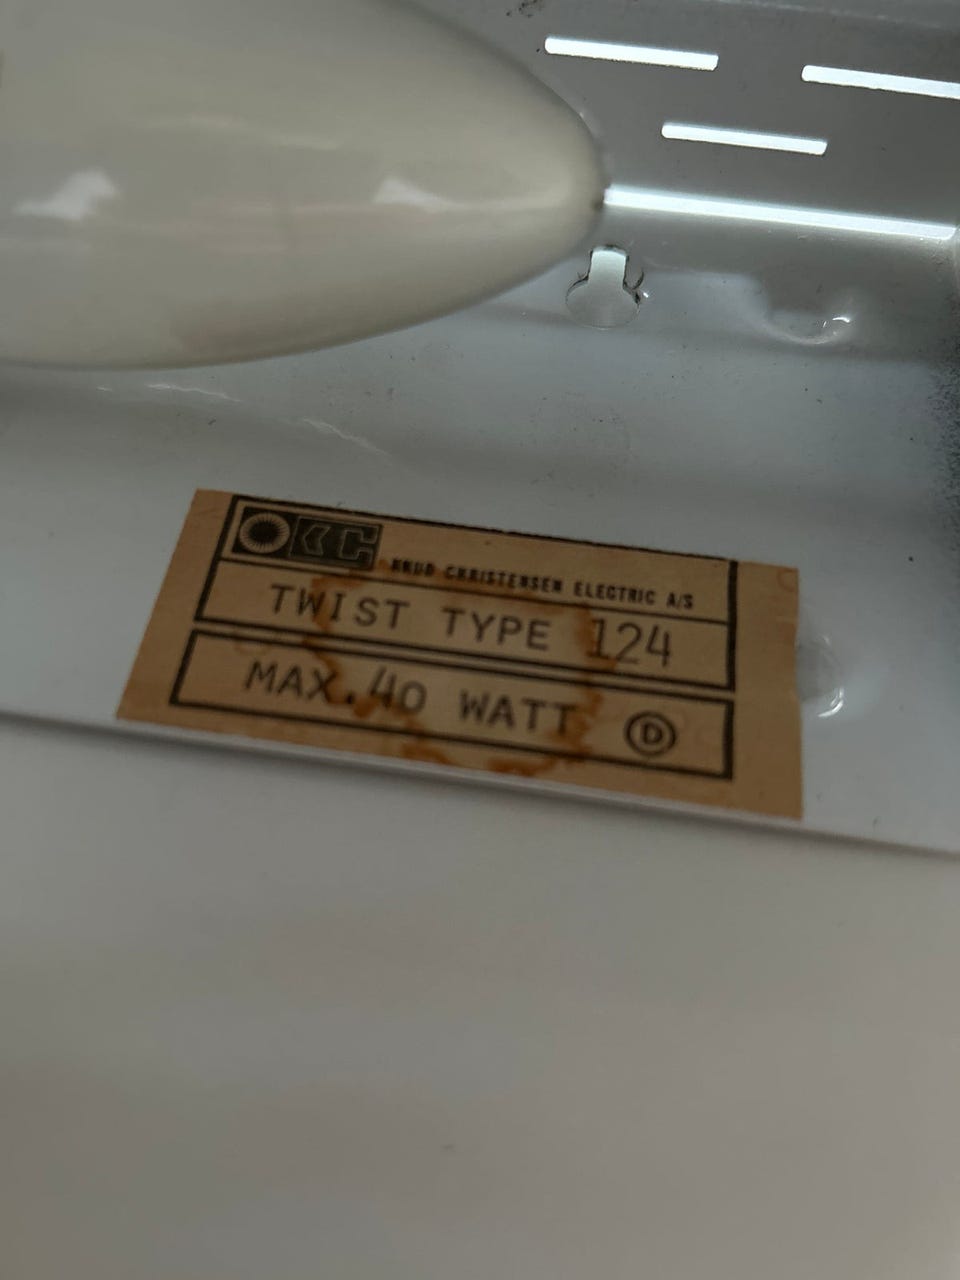 KC
KNUD CHRISTENSEN ELECTRIC A/S
TWIST TYPE 124
MAX. 40 WATT D